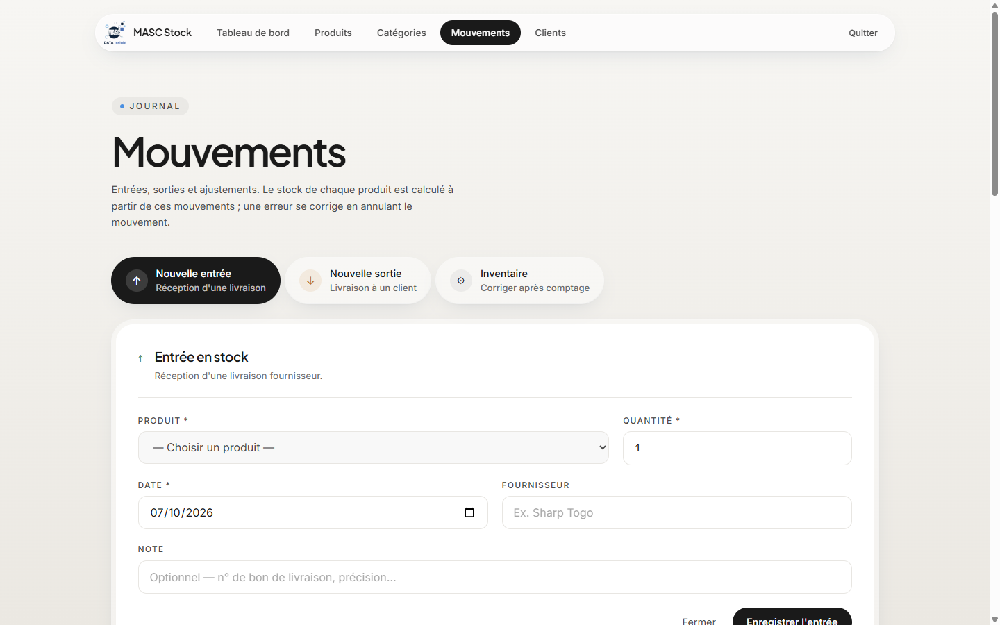 MASC
DATA Insight
MASC Stock
Tableau de bord
Produits
Catégories
Mouvements
Clients
Quitter
JOURNAL
Mouvements
Entrées, sorties et ajustements. Le stock de chaque produit est calculé à
partir de ces mouvements ; une erreur se corrige en annulant le
mouvement.
Nouvelle entrée
Réception d'une livraison
Nouvelle sortie
Livraison à un client
Inventaire
Corriger après comptage
Entrée en stock
Réception d'une livraison fournisseur.
PRODUIT *
QUANTITÉ *
— Choisir un produit —
1
DATE *
FOURNISSEUR
07/10/2026
Ex. Sharp Togo
NOTE
Optionnel — n° de bon de livraison, précision...
Fermer
Enregistrer l'entrée